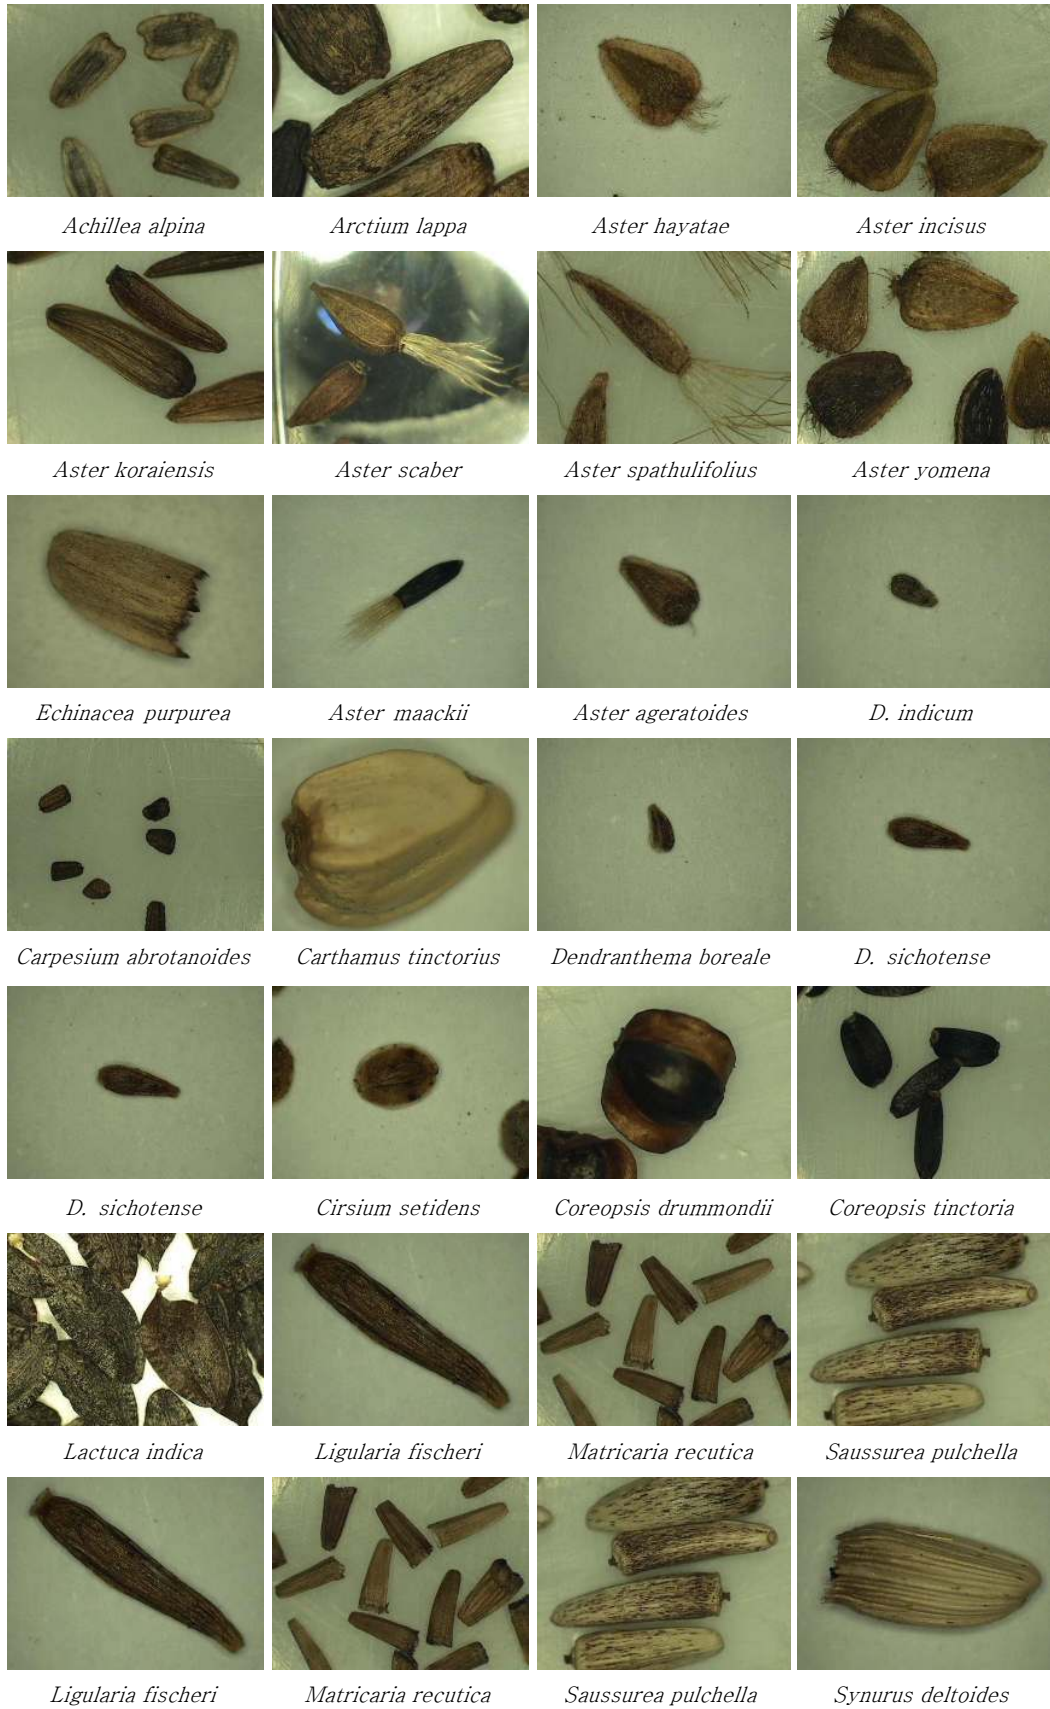 Achillea alpina
Arctium lappa
Aster hayatae
Aster incisus
Aster koraiensis
Aster scaber
Aster spathulifolius
Aster yomena
Echinacea purpurea
Aster maackii
Aster ageratoides
D. indicum
Carpesium abrotanoides
Carthamus tinctorius
Dendranthema boreale
D. sichotense
D. sichotense
Cirsium setidens
Coreopsis drummondii
Coreopsis tinctoria
Lactuca indica
Ligularia fischeri
Matricaria recutica
Saussurea pulchella
Ligularia fischeri
Matricaria recutica
Saussurea pulchella
Synurus deltoides